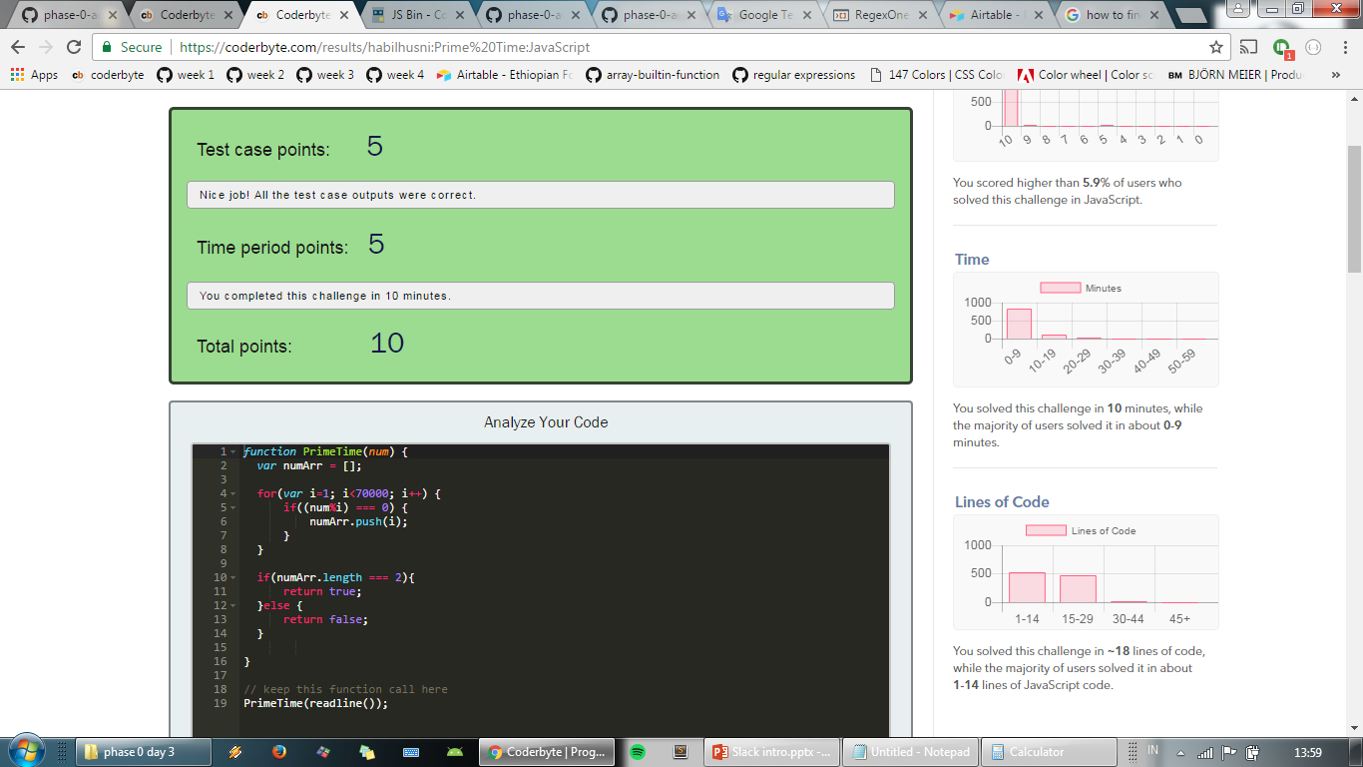 phase-0-a
Coderbyte
Coderbyte
JS Bin - Co
phase-0-a
phase-0-a
Google Te
RegexOne
Airtable -
how to fin
Secure https://coderbyte.com/results/habilhusni:Prime%20Time:JavaScript
Apps coderbyte week 1 week 2 week 3 week 4 Airtable - Ethiopian Fo array-builtin-function regular expressions 147 Colors | CSS Colo Color wheel | Color sc BM BJÖRN MEIER | Produ »
Test case points: 5
Nice job! All the test case outputs were correct.
Time period points: 5
You completed this challenge in 10 minutes.
Total points: 10
Analyze Your Code
1 function PrimeTime(num) {
2 var numArr = [];
3
4 for(var i=1; i<70000; i++) {
5 if((num%i) === 0) {
6 numArr.push(i);
7 }
8 }
9
10 if(numArr.length === 2){
11 return true;
12 }else {
13 return false;
14 }
15
16 }
17
18 // keep this function call here
19 PrimeTime(readline());
500
0
10 9 8 7 6 5 4 3 2 1 0
You scored higher than 5.9% of users who
solved this challenge in JavaScript.
Time
Minutes
1000
500
0
0-9 10-19 20-29 30-39 40-49 50-59
You solved this challenge in 10 minutes, while
the majority of users solved it in about 0-9
minutes.
Lines of Code
Lines of Code
1000
500
0
1-14 15-29 30-44 45+
You solved this challenge in ~18 lines of code,
while the majority of users solved it in about
1-14 lines of JavaScript code.
phase 0 day 3
Coderbyte | Prog...
Slack intro.pptx -...
Untitled - Notepad
Calculator
IN
13:59